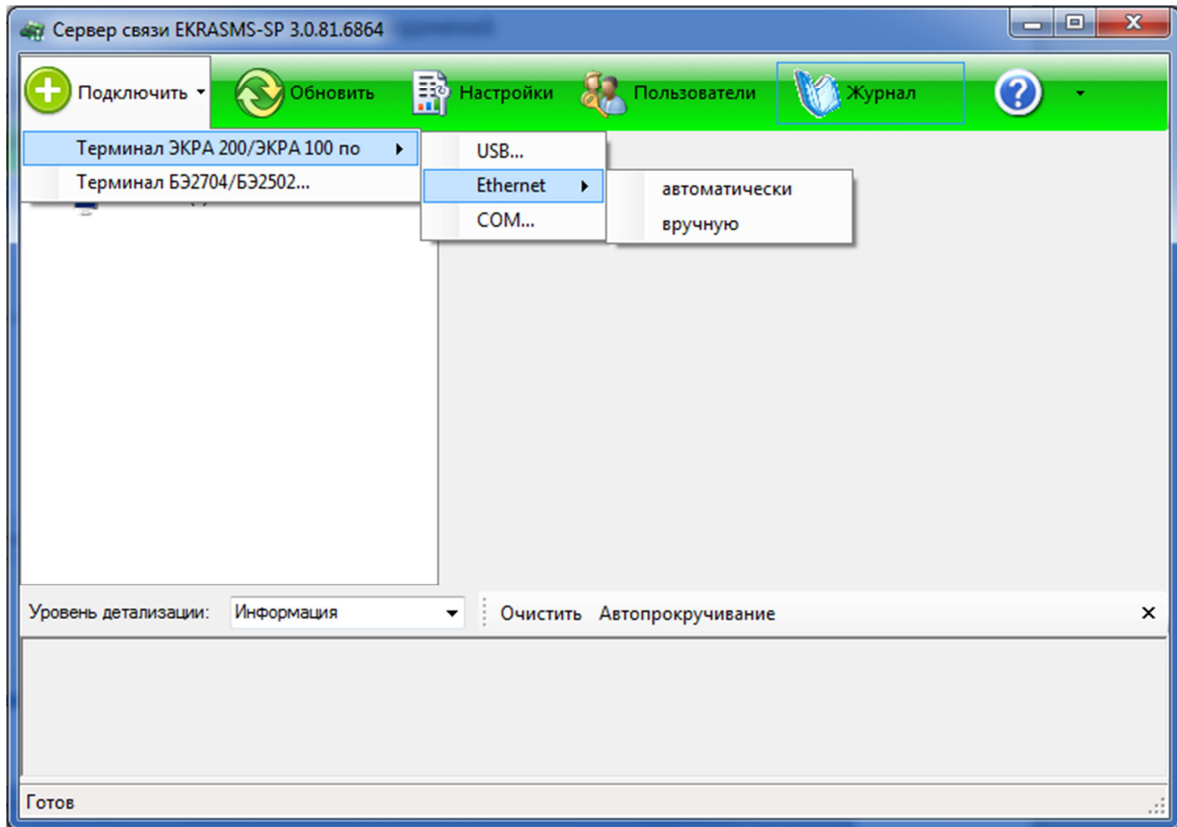 Сервер связи EKRASMS-SP 3.0.81.6864
Подключить Обновить Настройки Пользователи Журнал
Терминал ЭКРА 200/ЭКРА 100 по
Терминал БЭ2704/БЭ2502...
USB...
Ethernet
COM...
автоматически
вручную
Уровень детализации: Информация Очистить Автопрокручивание
Готов